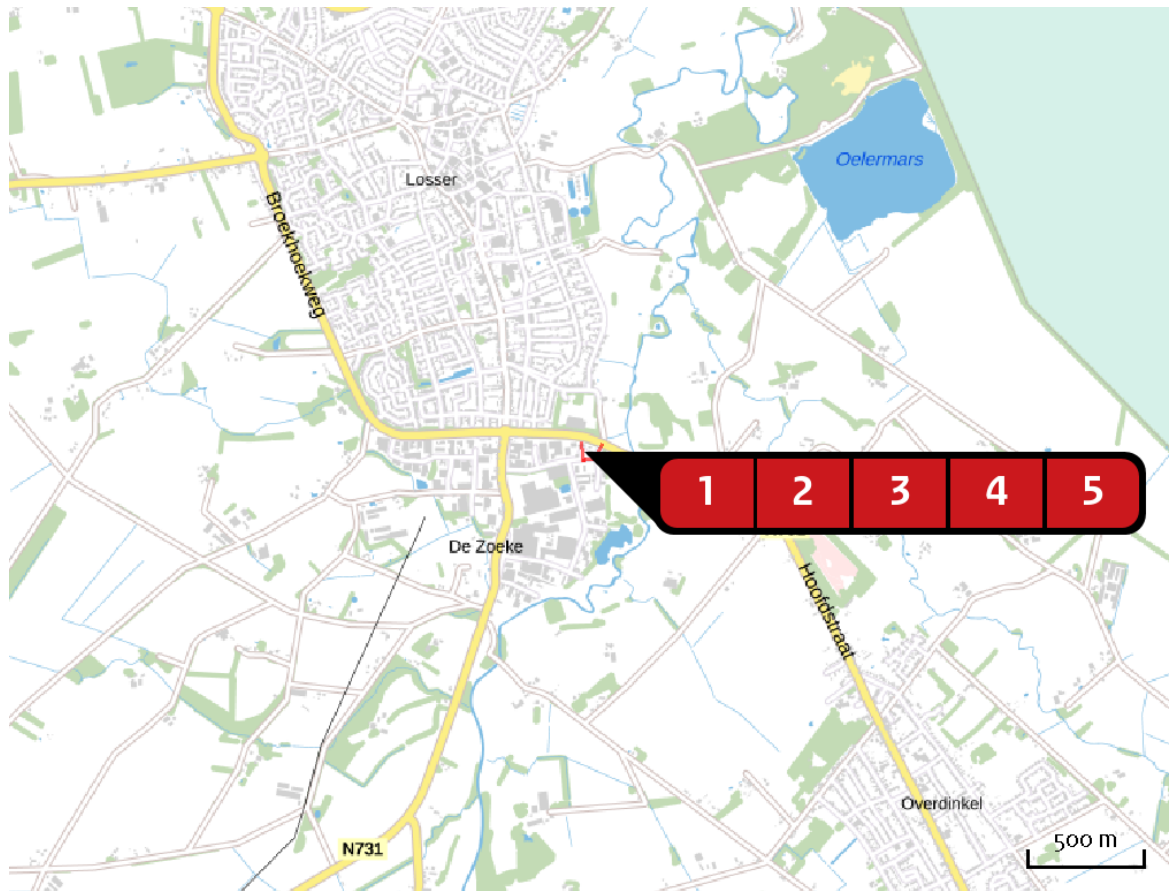 Oelermars
Losser
Broekhoekweg
1 2 3 4 5
De Zoeke
Hoofdstraat
Overdinkel
500 m
N731